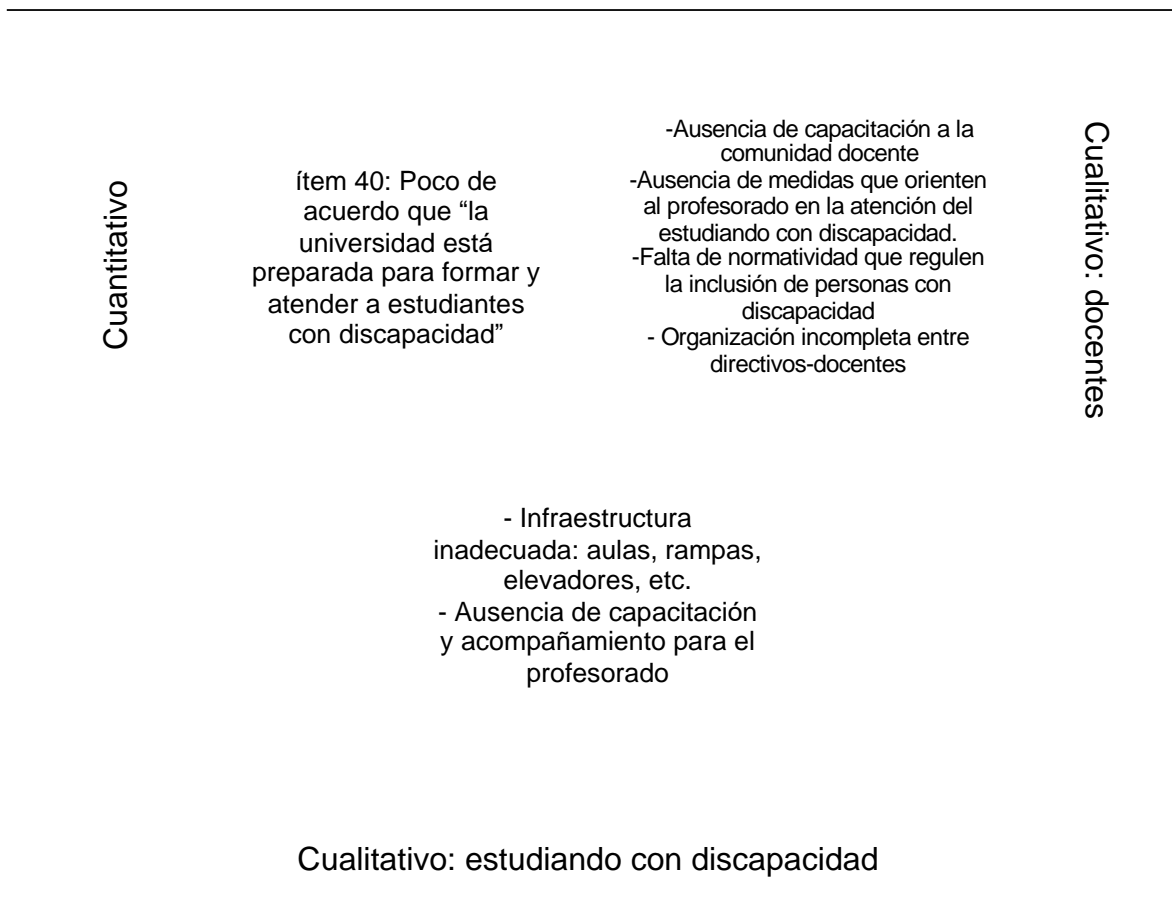 Cuantitativo
ítem 40: Poco de
acuerdo que “la
universidad está
preparada para formar y
atender a estudiantes
con discapacidad”
-Ausencia de capacitación a la
comunidad docente
-Ausencia de medidas que orienten
al profesorado en la atención del
estudiando con discapacidad.
-Falta de normatividad que regulen
la inclusión de personas con
discapacidad
- Organización incompleta entre
directivos-docentes
Cualitativo: docentes
- Infraestructura
inadecuada: aulas, rampas,
elevadores, etc.
- Ausencia de capacitación
y acompañamiento para el
profesorado
Cualitativo: estudiando con discapacidad